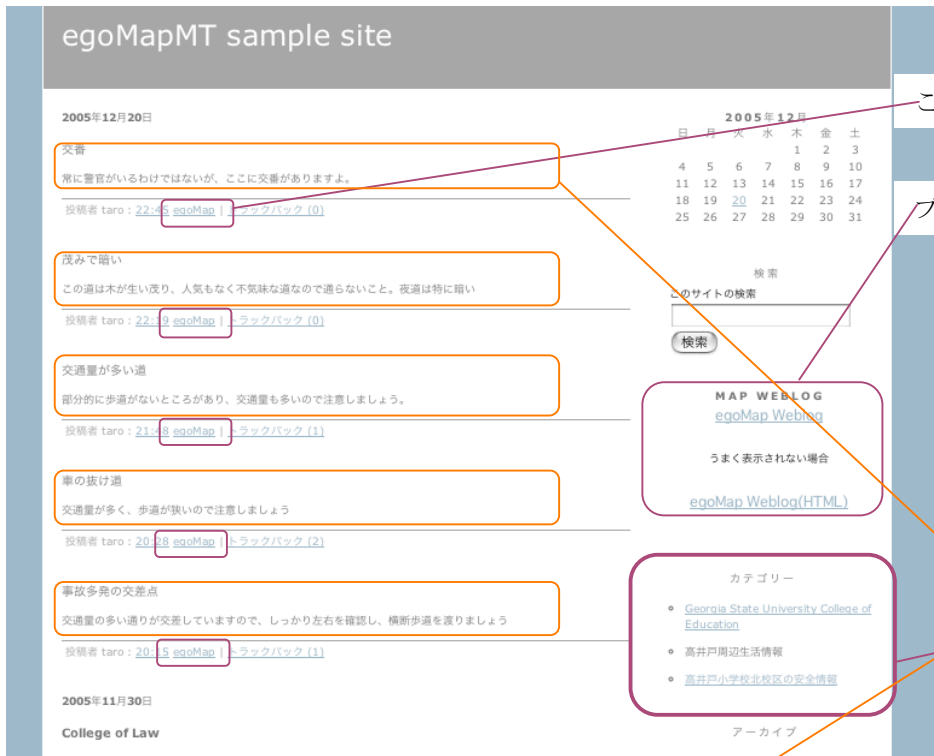 egoMapMT sample site
2005年12月20日
交番
常に警官がいるわけではないが、ここに交番がありますよ。
投稿者 taro : 22:45 egoMap | トラックバック (0)
茂みで暗い
この道は木が生い茂り、人気もなく不気味な道なので通らないこと。夜道は特に暗い
投稿者 taro : 22:19 egoMap | トラックバック (0)
交通量が多い道
部分的に歩道がないところがあり、交通量も多いので注意しましょう。
投稿者 taro : 21:48 egoMap | トラックバック (1)
車の抜け道
交通量が多く、歩道が狭いので注意しましょう
投稿者 taro : 20:28 egoMap | トラックバック (2)
事故多発の交差点
交通量の多い通りが交差していますので、しっかり左右を確認し、横断歩道を渡りましょう
投稿者 taro : 20:15 egoMap | トラックバック (1)
2005年11月30日
College of Law
2005年12月
日 月 火 水 木 金 土
1 2 3
4 5 6 7 8 9 10
11 12 13 14 15 16 17
18 19 20 21 22 23 24
25 26 27 28 29 30 31
検索
このサイトの検索
検索
MAP WEBLOG
egoMap Weblog
うまく表示されない場合
egoMap Weblog(HTML)
カテゴリー
Georgia State University College of
Education
高井戸周辺生活情報
高井戸小学校北校区の安全情報
アーカイブ
こ